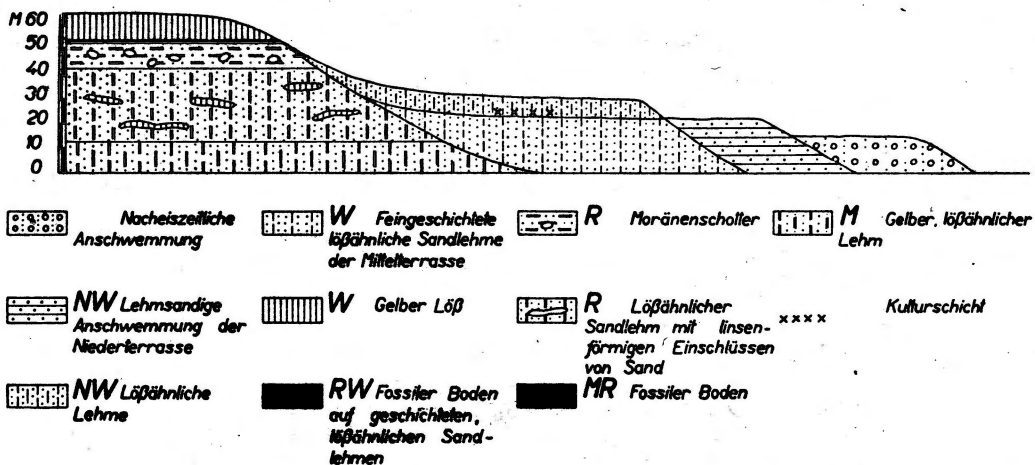 M 60
50
40
30
20
10
0
Nacheiszeitliche
Anschwemmung
W Feingeschichtete
lößähnliche Sandlehme
der Mittelterrasse
R Moränenschotter
M Gelber, lößähnlicher
Lehm
NW Lehmsandige
Anschwemmung der
Niederterrasse
W Gelber Löß
R Lößähnlicher
Sandlehm mit linsen-
förmigen Einschlüssen
von Sand
Kulturschicht
NW Lößähnliche
Lehme
RW Fossiler Boden
auf geschichteten,
lößähnlichen Sand-
lehmen
MR Fossiler Boden